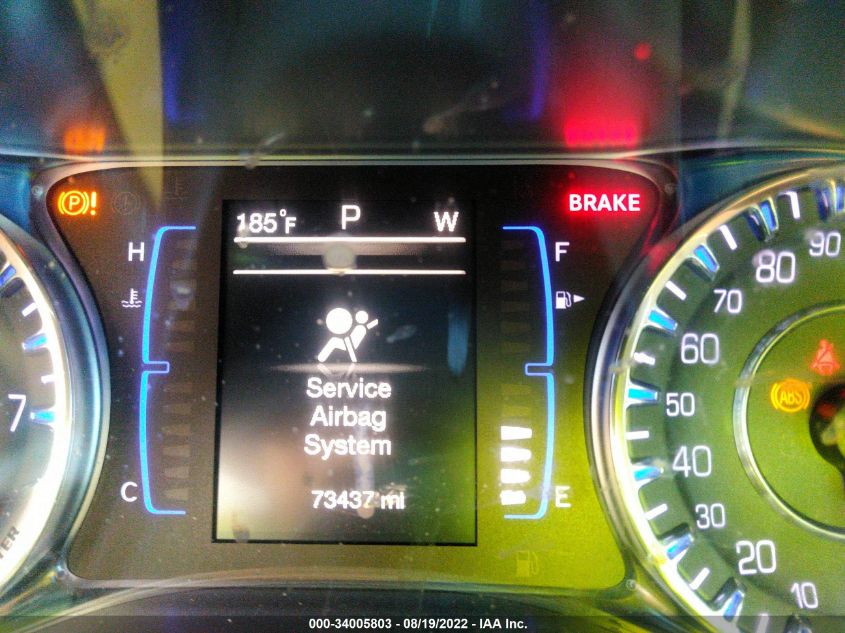 185°F P W
BRAKE
(P)!
H
F
C
E
Service
Airbag
System
73437 mi
7
90
80
70
60
50
40
30
20
10
ABS
000-34005803 - 08/19/2022 - IAA Inc.